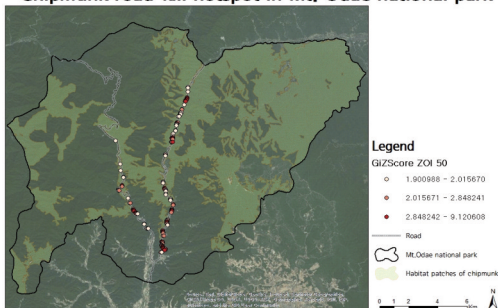 Chipmunk road-kill hotspot in Mt. Odae national park
Legend
GiZScore ZOI 50
1.900988 - 2.015670
2.015671 - 2.848241
2.848242 - 9.120608
Road
Mt.Odae national park
Habitat patches of chipmunk
0 1 2 4 6
Km
N